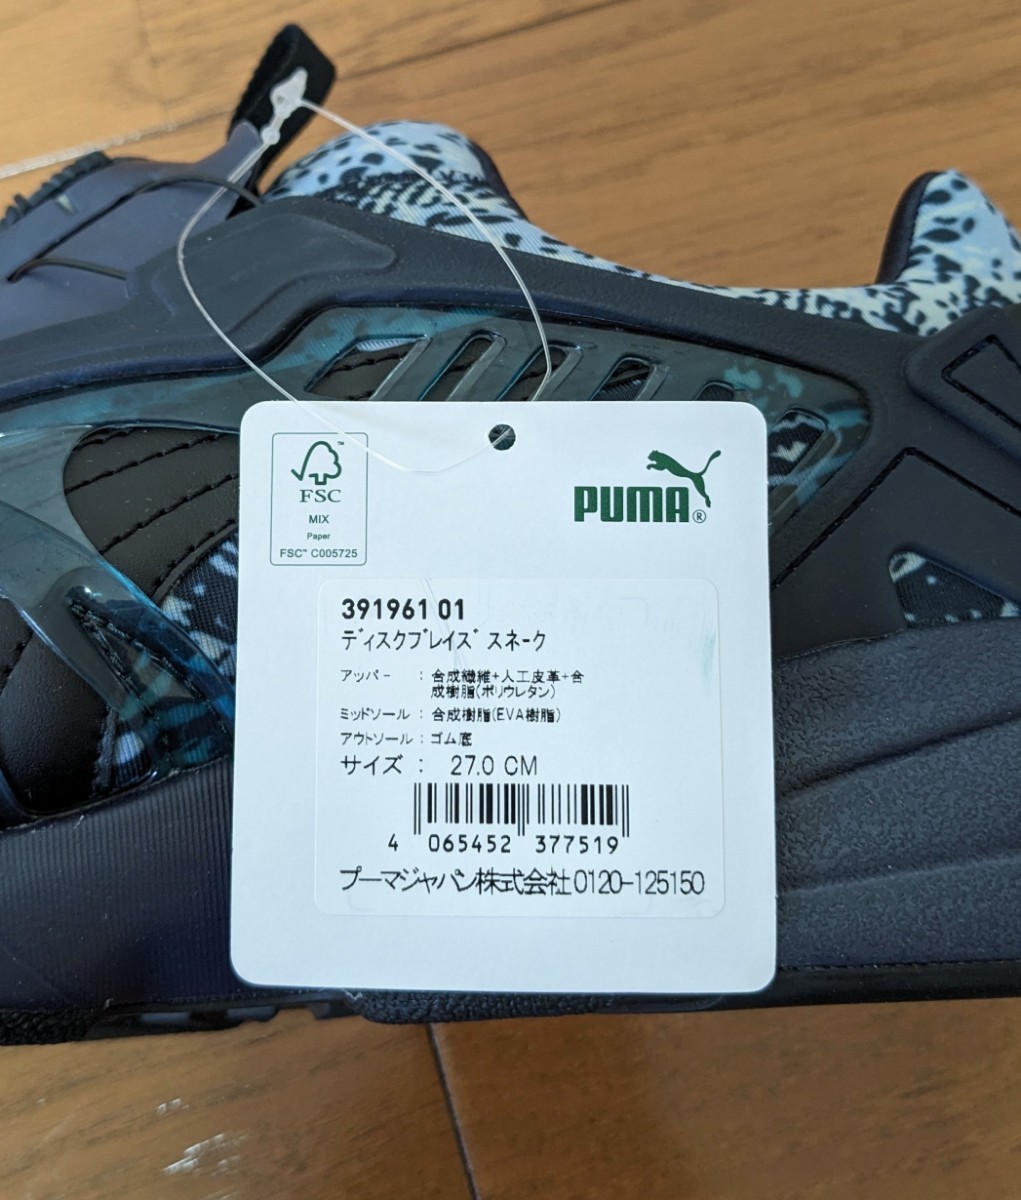 FSC
MIX
Paper
FSC™ C005725
PUMA®
391961 01
ディスクブレイズ スネーク
アッパー : 合成繊維+人工皮革+合
成樹脂(ポリウレタン)
ミッドソール : 合成樹脂(EVA樹脂)
アウトソール : ゴム底
サイズ : 27.0 CM
4 065452 377519
プーマジャパン株式会社0120-125150